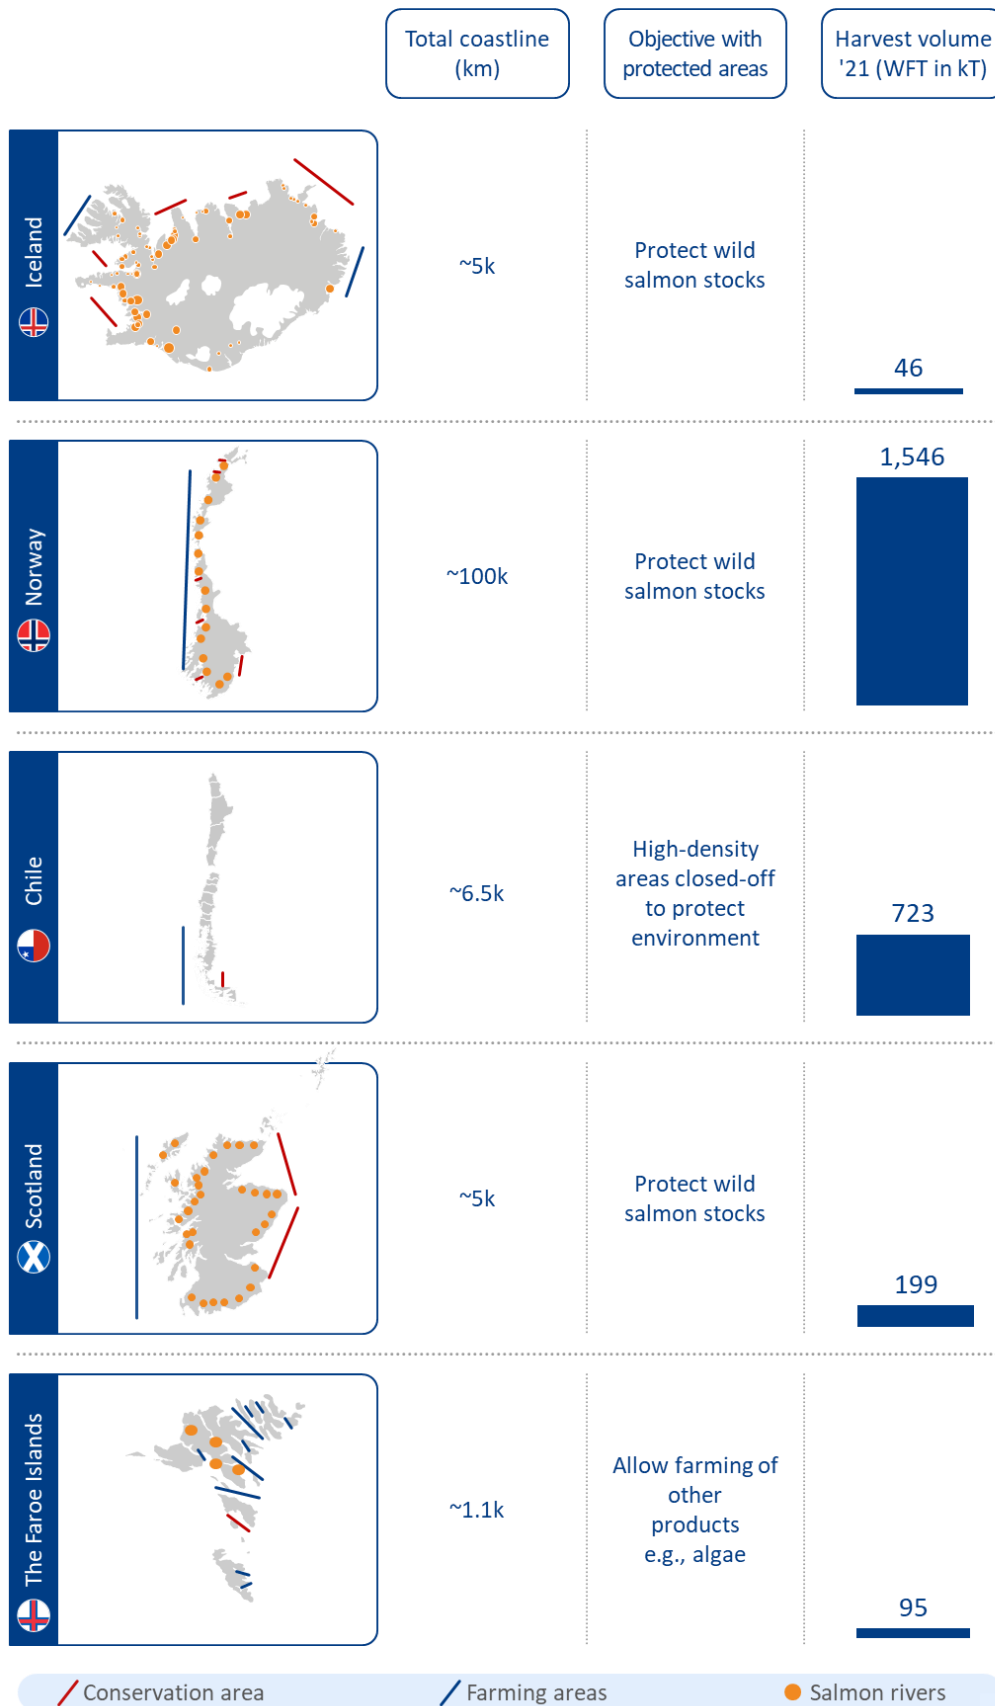 Total coastline
(km)
Objective with
protected areas
Harvest volume
'21 (WFT in kT)
Iceland
~5k
Protect wild
salmon stocks
46
Norway
~100k
Protect wild
salmon stocks
1,546
Chile
~6.5k
High-density
areas closed-off
to protect
environment
723
Scotland
~5k
Protect wild
salmon stocks
199
The Faroe Islands
~1.1k
Allow farming of
other
products
e.g., algae
95
Conservation area
Farming areas
Salmon rivers